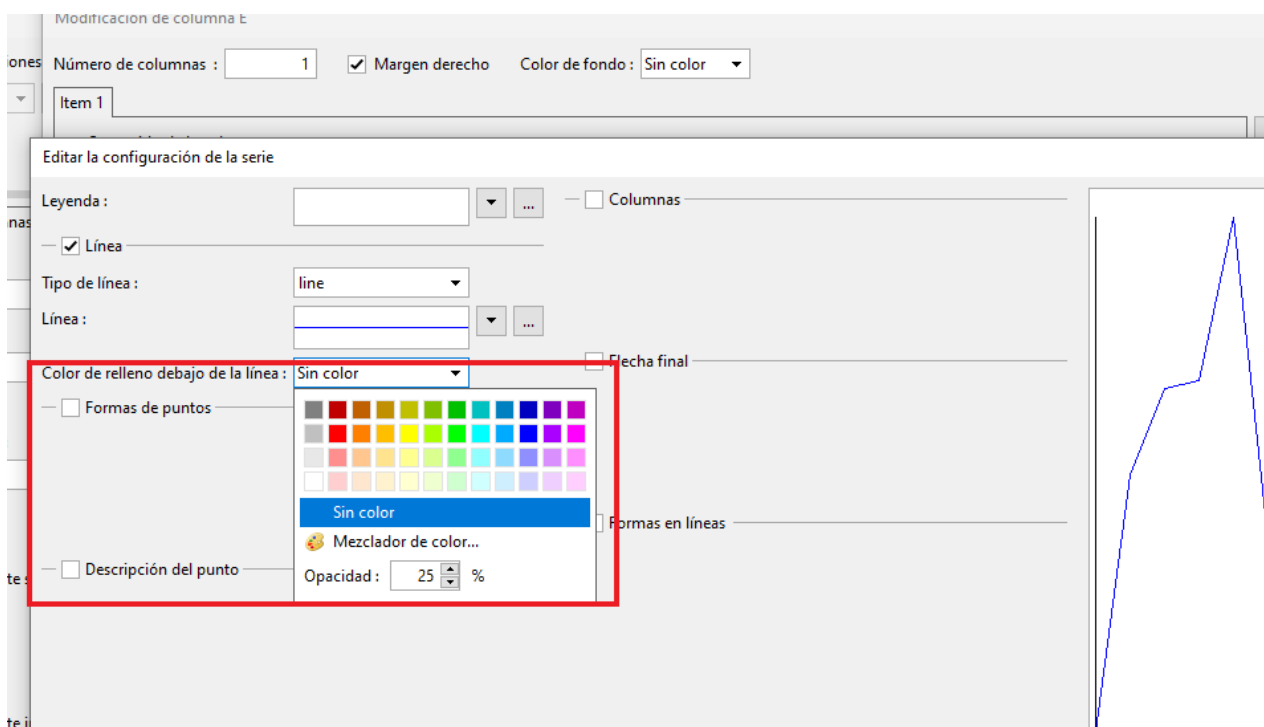 Modificación de columna E
iones
Número de columnas : 1 Margen derecho Color de fondo : Sin color
Item 1
Editar la configuración de la serie
Leyenda : ... Columnas
nas
Línea
Tipo de línea : line
Línea : ...
Color de relleno debajo de la línea : Sin color Flecha final
Formas de puntos
Sin color
Formas en líneas
Mezclador de color...
Descripción del punto
Opacidad : 25 %
te s
te i